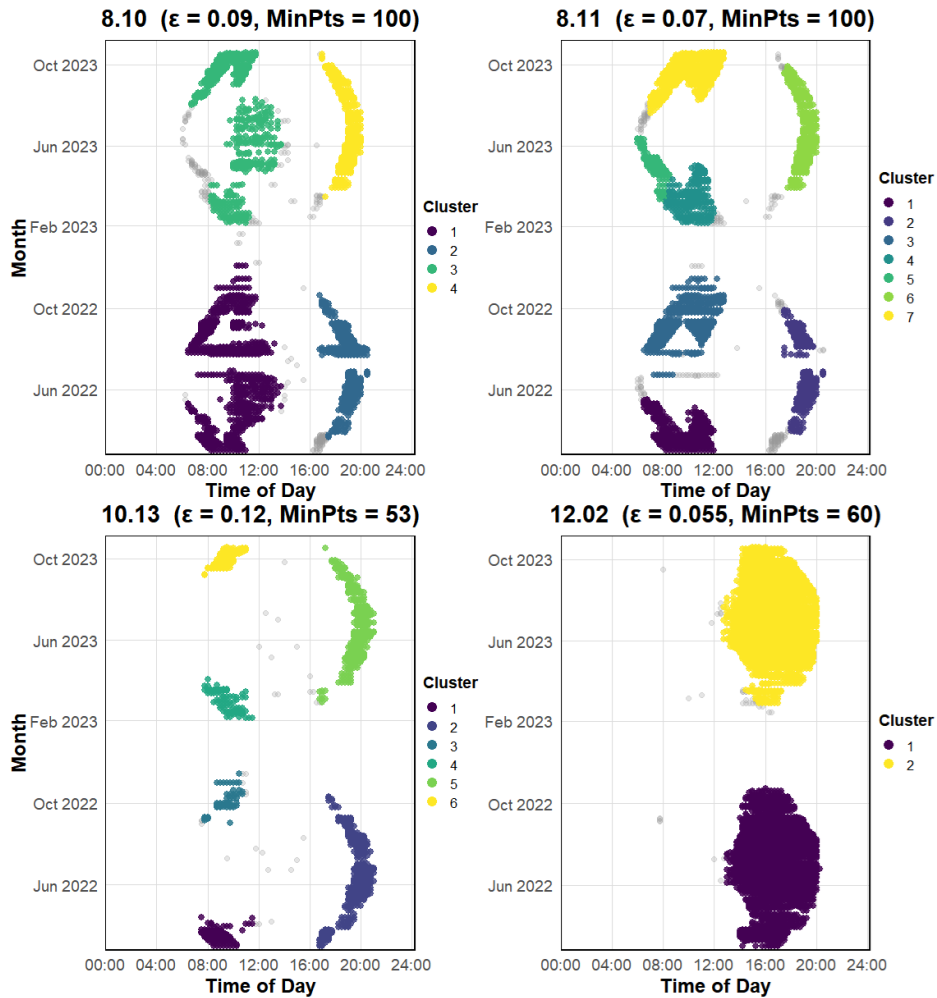 8.10 (ε = 0.09, MinPts = 100)
Month
Oct 2023
Jun 2023
Feb 2023
Oct 2022
Jun 2022
00:00 04:00 08:00 12:00 16:00 20:00 24:00
Time of Day
Cluster
1
2
3
4
8.11 (ε = 0.07, MinPts = 100)
Oct 2023
Jun 2023
Feb 2023
Oct 2022
Jun 2022
00:00 04:00 08:00 12:00 16:00 20:00 24:00
Time of Day
Cluster
1
2
3
4
5
6
7
10.13 (ε = 0.12, MinPts = 53)
Month
Oct 2023
Jun 2023
Feb 2023
Oct 2022
Jun 2022
00:00 04:00 08:00 12:00 16:00 20:00 24:00
Time of Day
Cluster
1
2
3
4
5
6
12.02 (ε = 0.055, MinPts = 60)
Oct 2023
Jun 2023
Feb 2023
Oct 2022
Jun 2022
00:00 04:00 08:00 12:00 16:00 20:00 24:00
Time of Day
Cluster
1
2